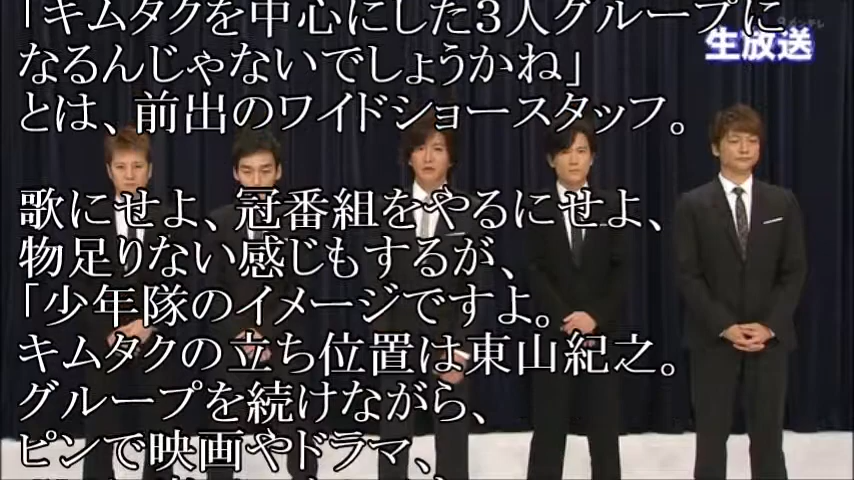 「キムタクを中心にした３人グループに
生放送
なるんじゃないでしょうかね」
とは、前出のワイドショースタッフ。
歌にせよ、冠番組をやるにせよ、
物足りない感じもするが、
「少年隊のイメージですよ。
キムタクの立ち位置は東山紀之。
グループを続けながら、
ピンで映画やドラマ、